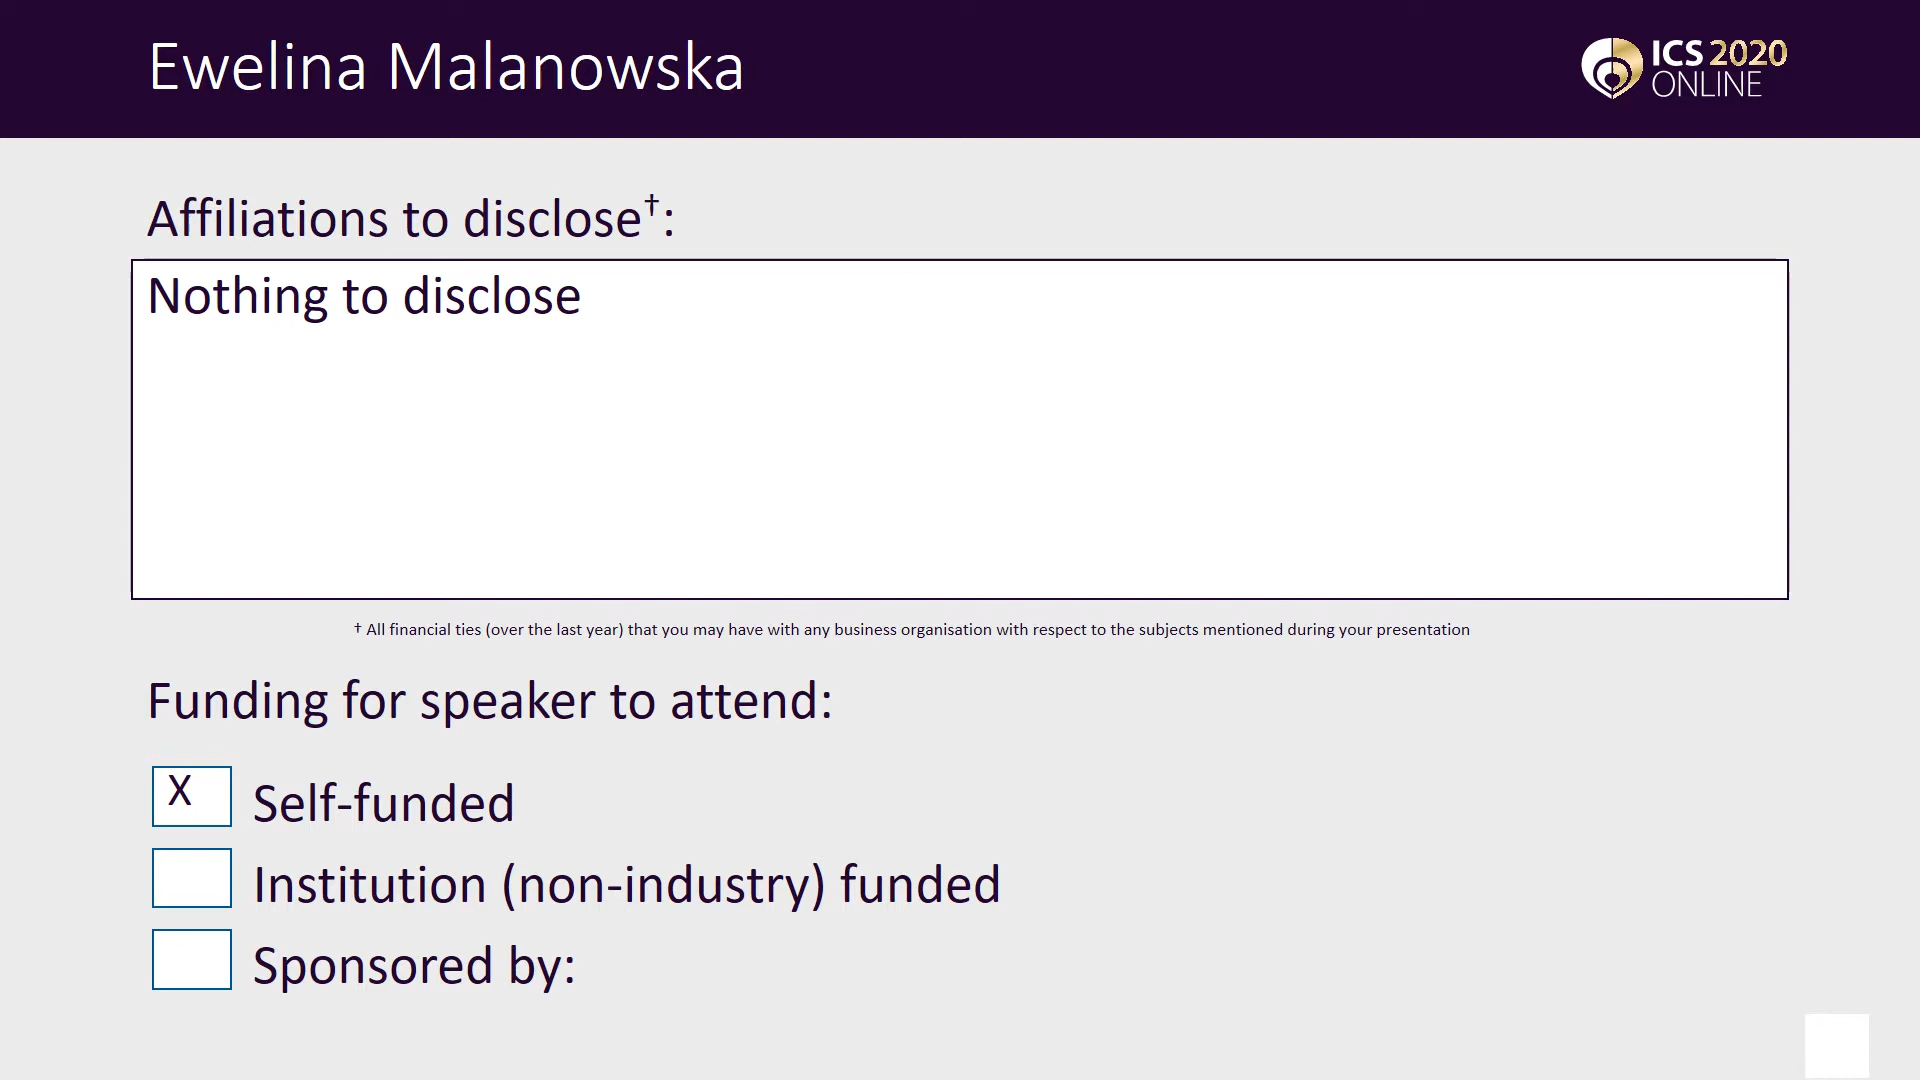 Ewelina Malanowska
ICS 2020
ONLINE
Affiliations to disclose†:
Nothing to disclose
† All financial ties (over the last year) that you may have with any business organisation with respect to the subjects mentioned during your presentation
Funding for speaker to attend:
X Self-funded
Institution (non-industry) funded
Sponsored by: